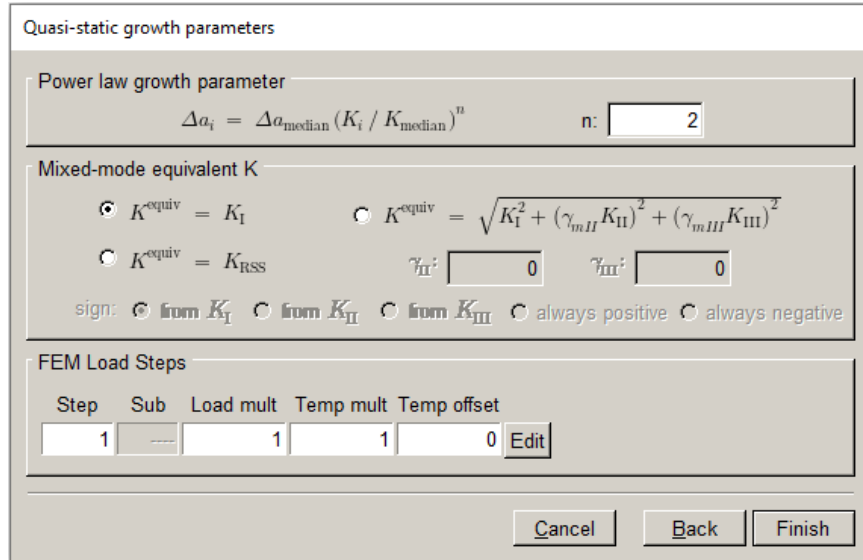 Quasi-static growth parameters
Power law growth parameter
Δaᵢ = Δa_median (Kᵢ / K_median)ⁿ n: 2
Mixed-mode equivalent K
K^equiv = K_I K^equiv = √(K_I² + (γ_mII K_II)² + (γ_mIII K_III)²)
K^equiv = K_RSS γ_II: 0 γ_III: 0
sign: from K_I from K_II from K_III always positive always negative
FEM Load Steps
Step Sub Load mult Temp mult Temp offset
1 ---- 1 1 0 Edit
Cancel Back Finish